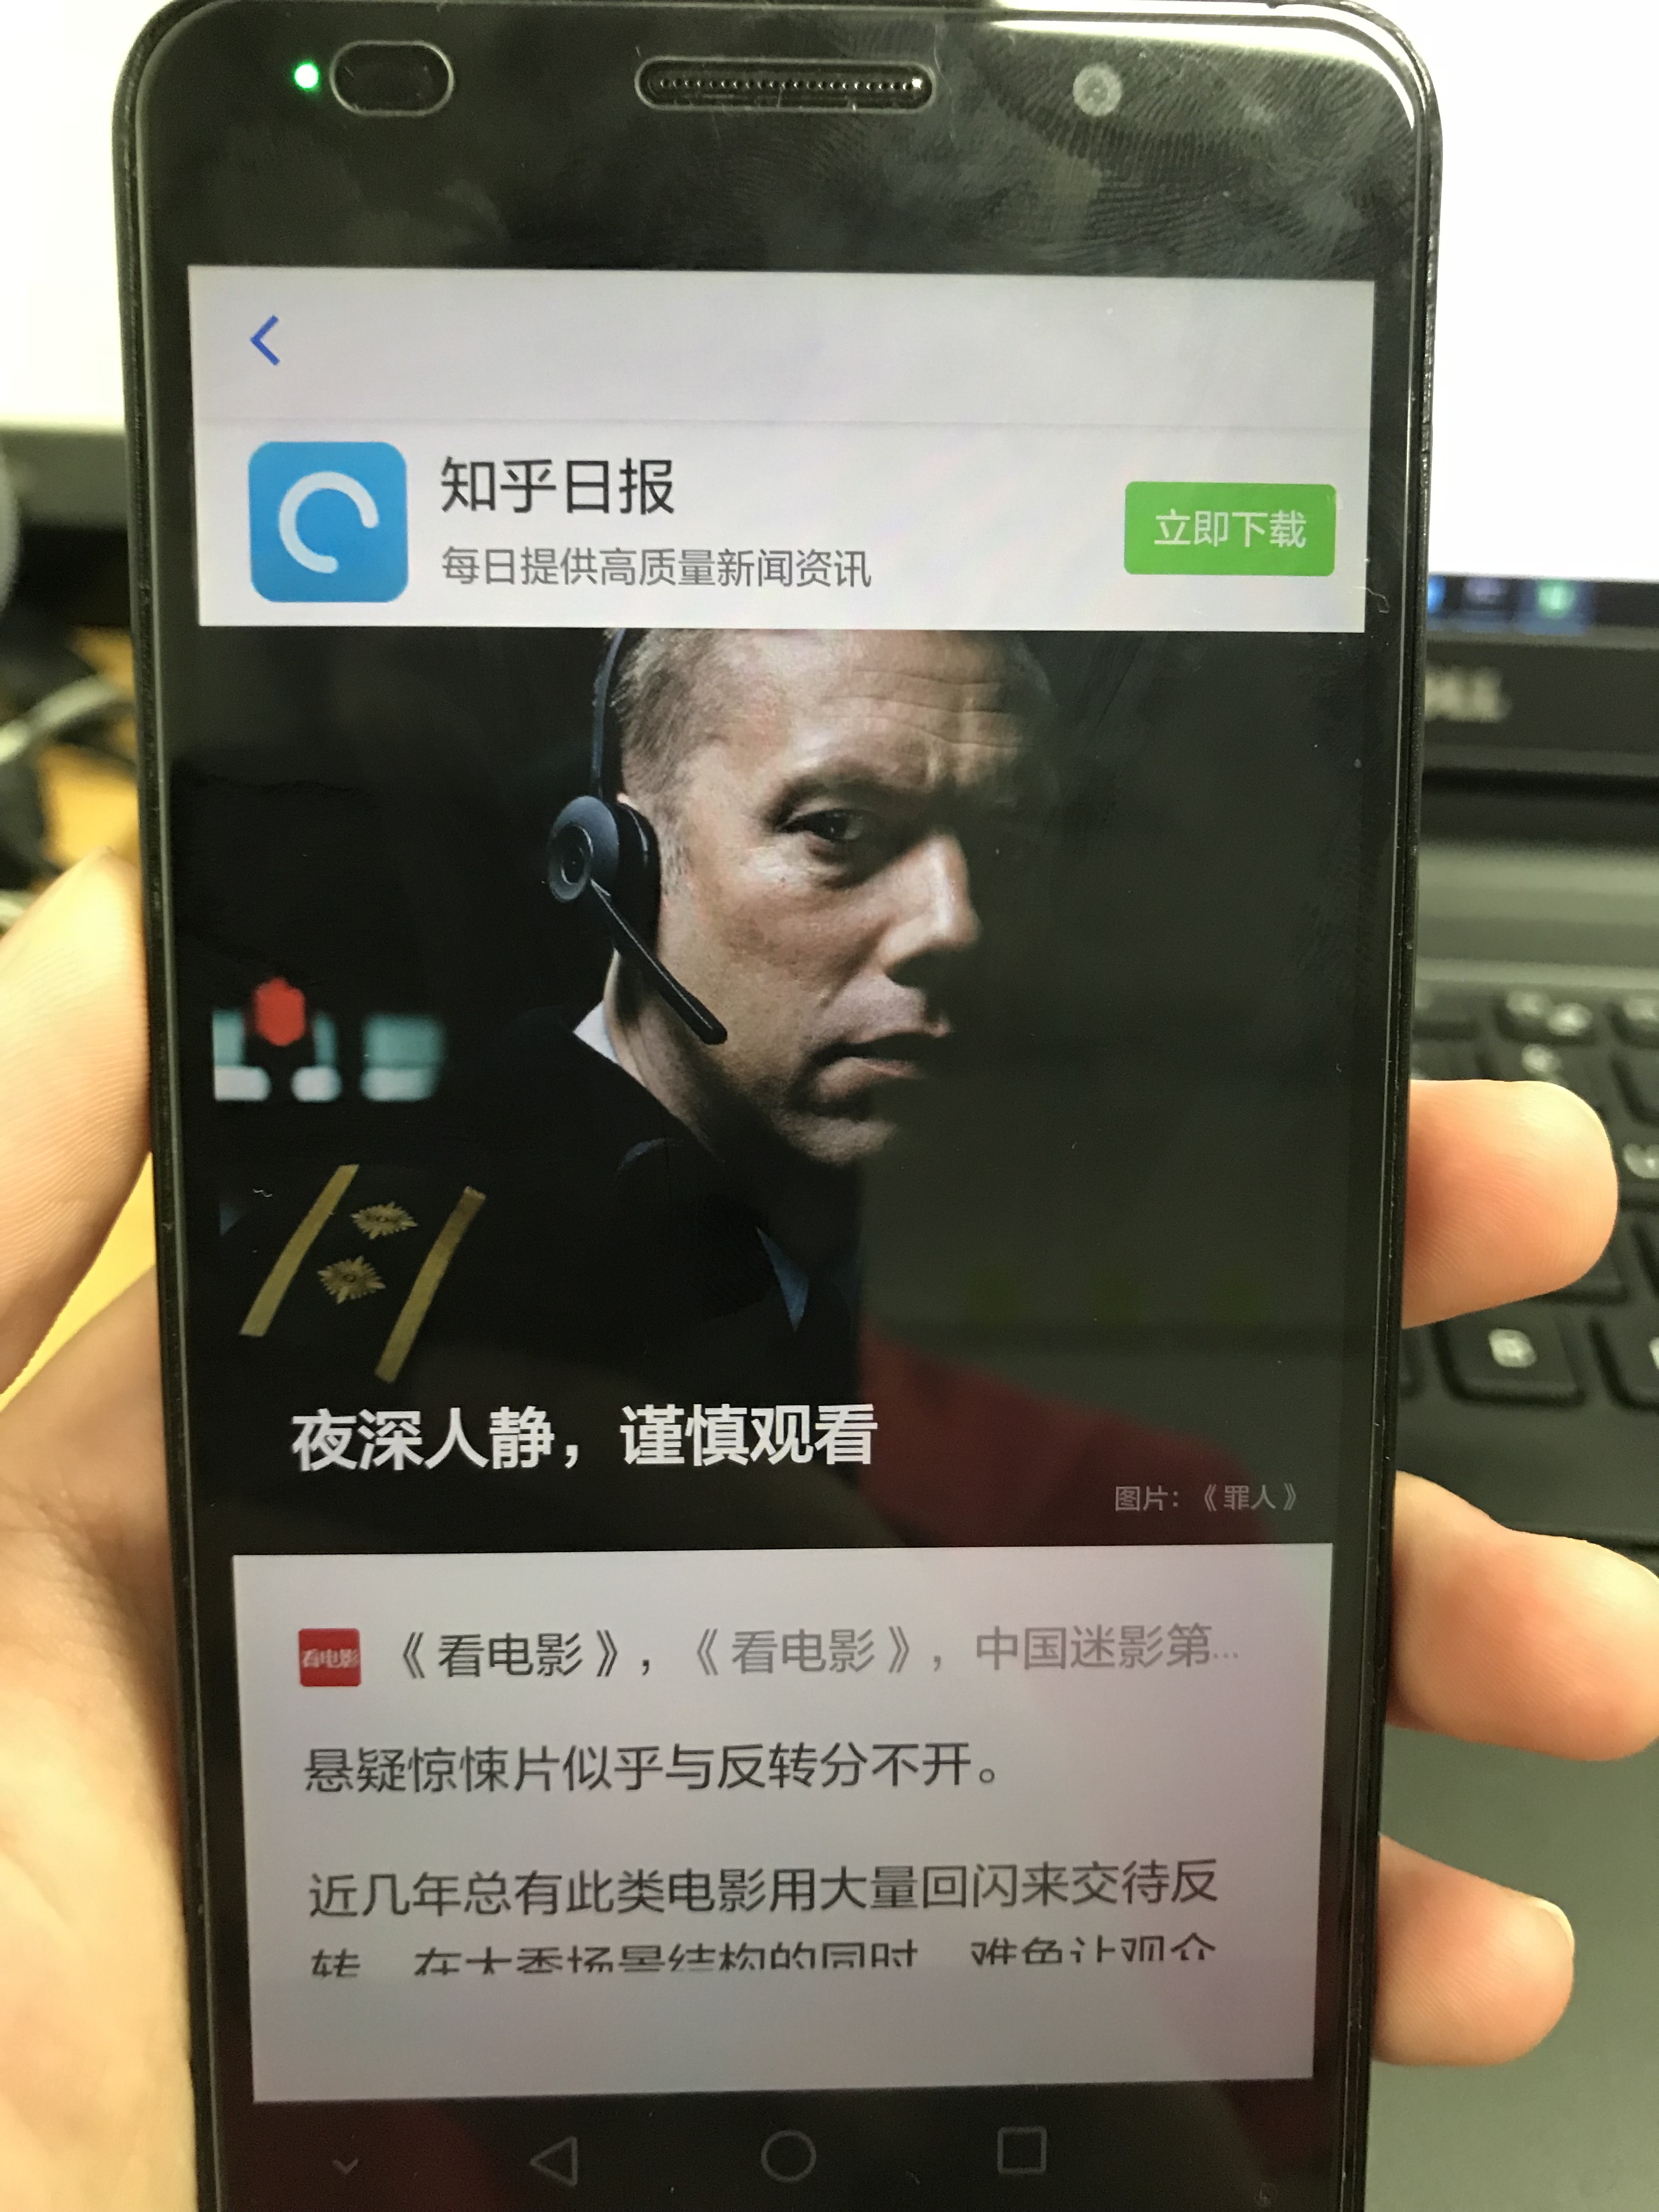 知乎日报
每日提供高质量新闻资讯
立即下载
夜深人静，谨慎观看
图片：《罪人》
看电影
《看电影》，《看电影》，中国迷影第...
悬疑惊悚片似乎与反转分不开。
近几年总有此类电影用大量回闪来交待反